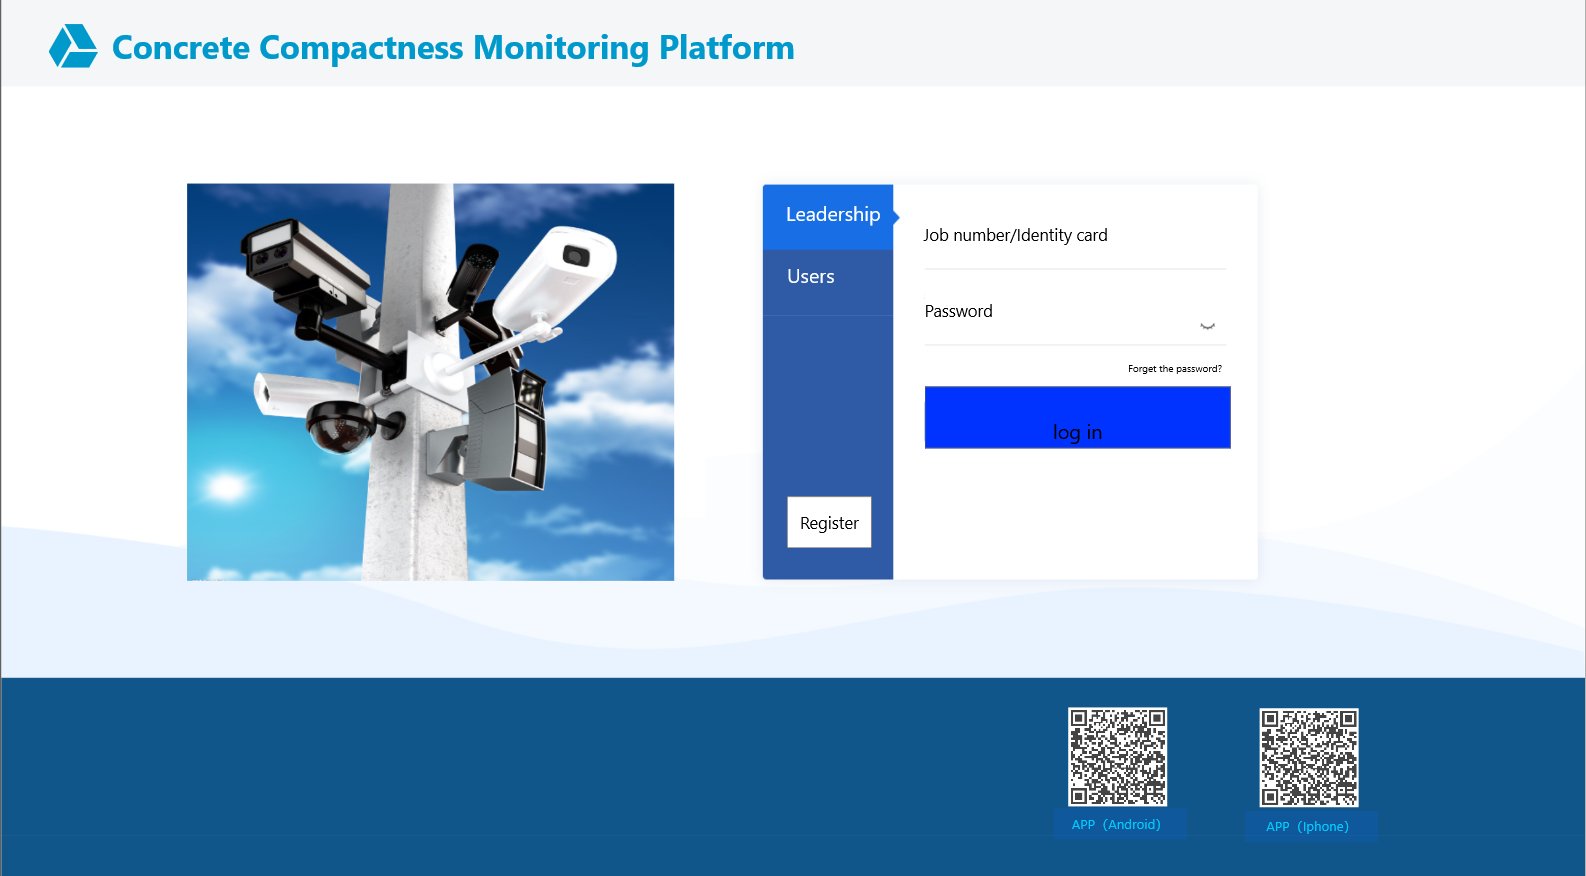 Concrete Compactness Monitoring Platform
Leadership
Users
Register
Job number/Identity card
Password
Forget the password?
log in
APP（Android）
APP（Iphone）